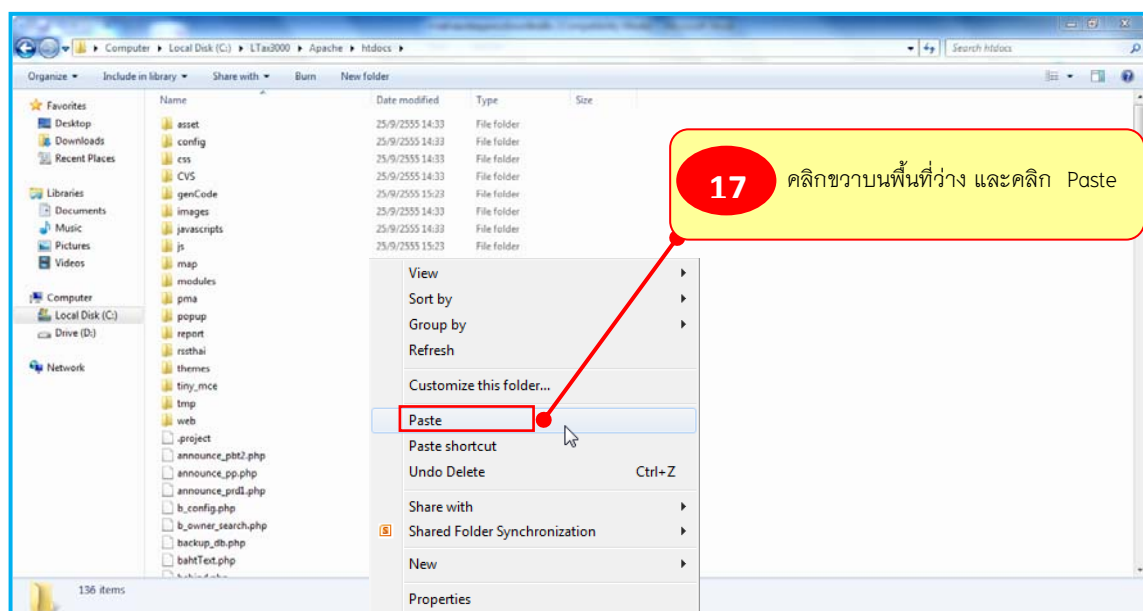 Computer ▸ Local Disk (C:) ▸ LTax3000 ▸ Apache ▸ htdocs ▸
Search htdocs
Organize Include in library Share with Burn New folder
Name Date modified Type Size
Favorites
Desktop
Downloads
Recent Places
Libraries
Documents
Music
Pictures
Videos
Computer
Local Disk (C:)
Drive (D:)
Network
asset 25/9/2555 14:33 File folder
config 25/9/2555 14:33 File folder
css 25/9/2555 14:33 File folder
CVS 25/9/2555 14:33 File folder
genCode 25/9/2555 15:23 File folder
images 25/9/2555 14:33 File folder
javascripts 25/9/2555 14:33 File folder
js 25/9/2555 15:23 File folder
map
modules
pma
popup
report
rssthai
themes
tiny_mce
tmp
web
.project
announce_pbt2.php
announce_pp.php
announce_prd1.php
b_config.php
b_owner_search.php
backup_db.php
bahtText.php
136 items
17 คลิกขวาบนพื้นที่ว่าง และคลิก Paste
View
Sort by
Group by
Refresh
Customize this folder...
Paste
Paste shortcut
Undo Delete Ctrl+Z
Share with
Shared Folder Synchronization
New
Properties